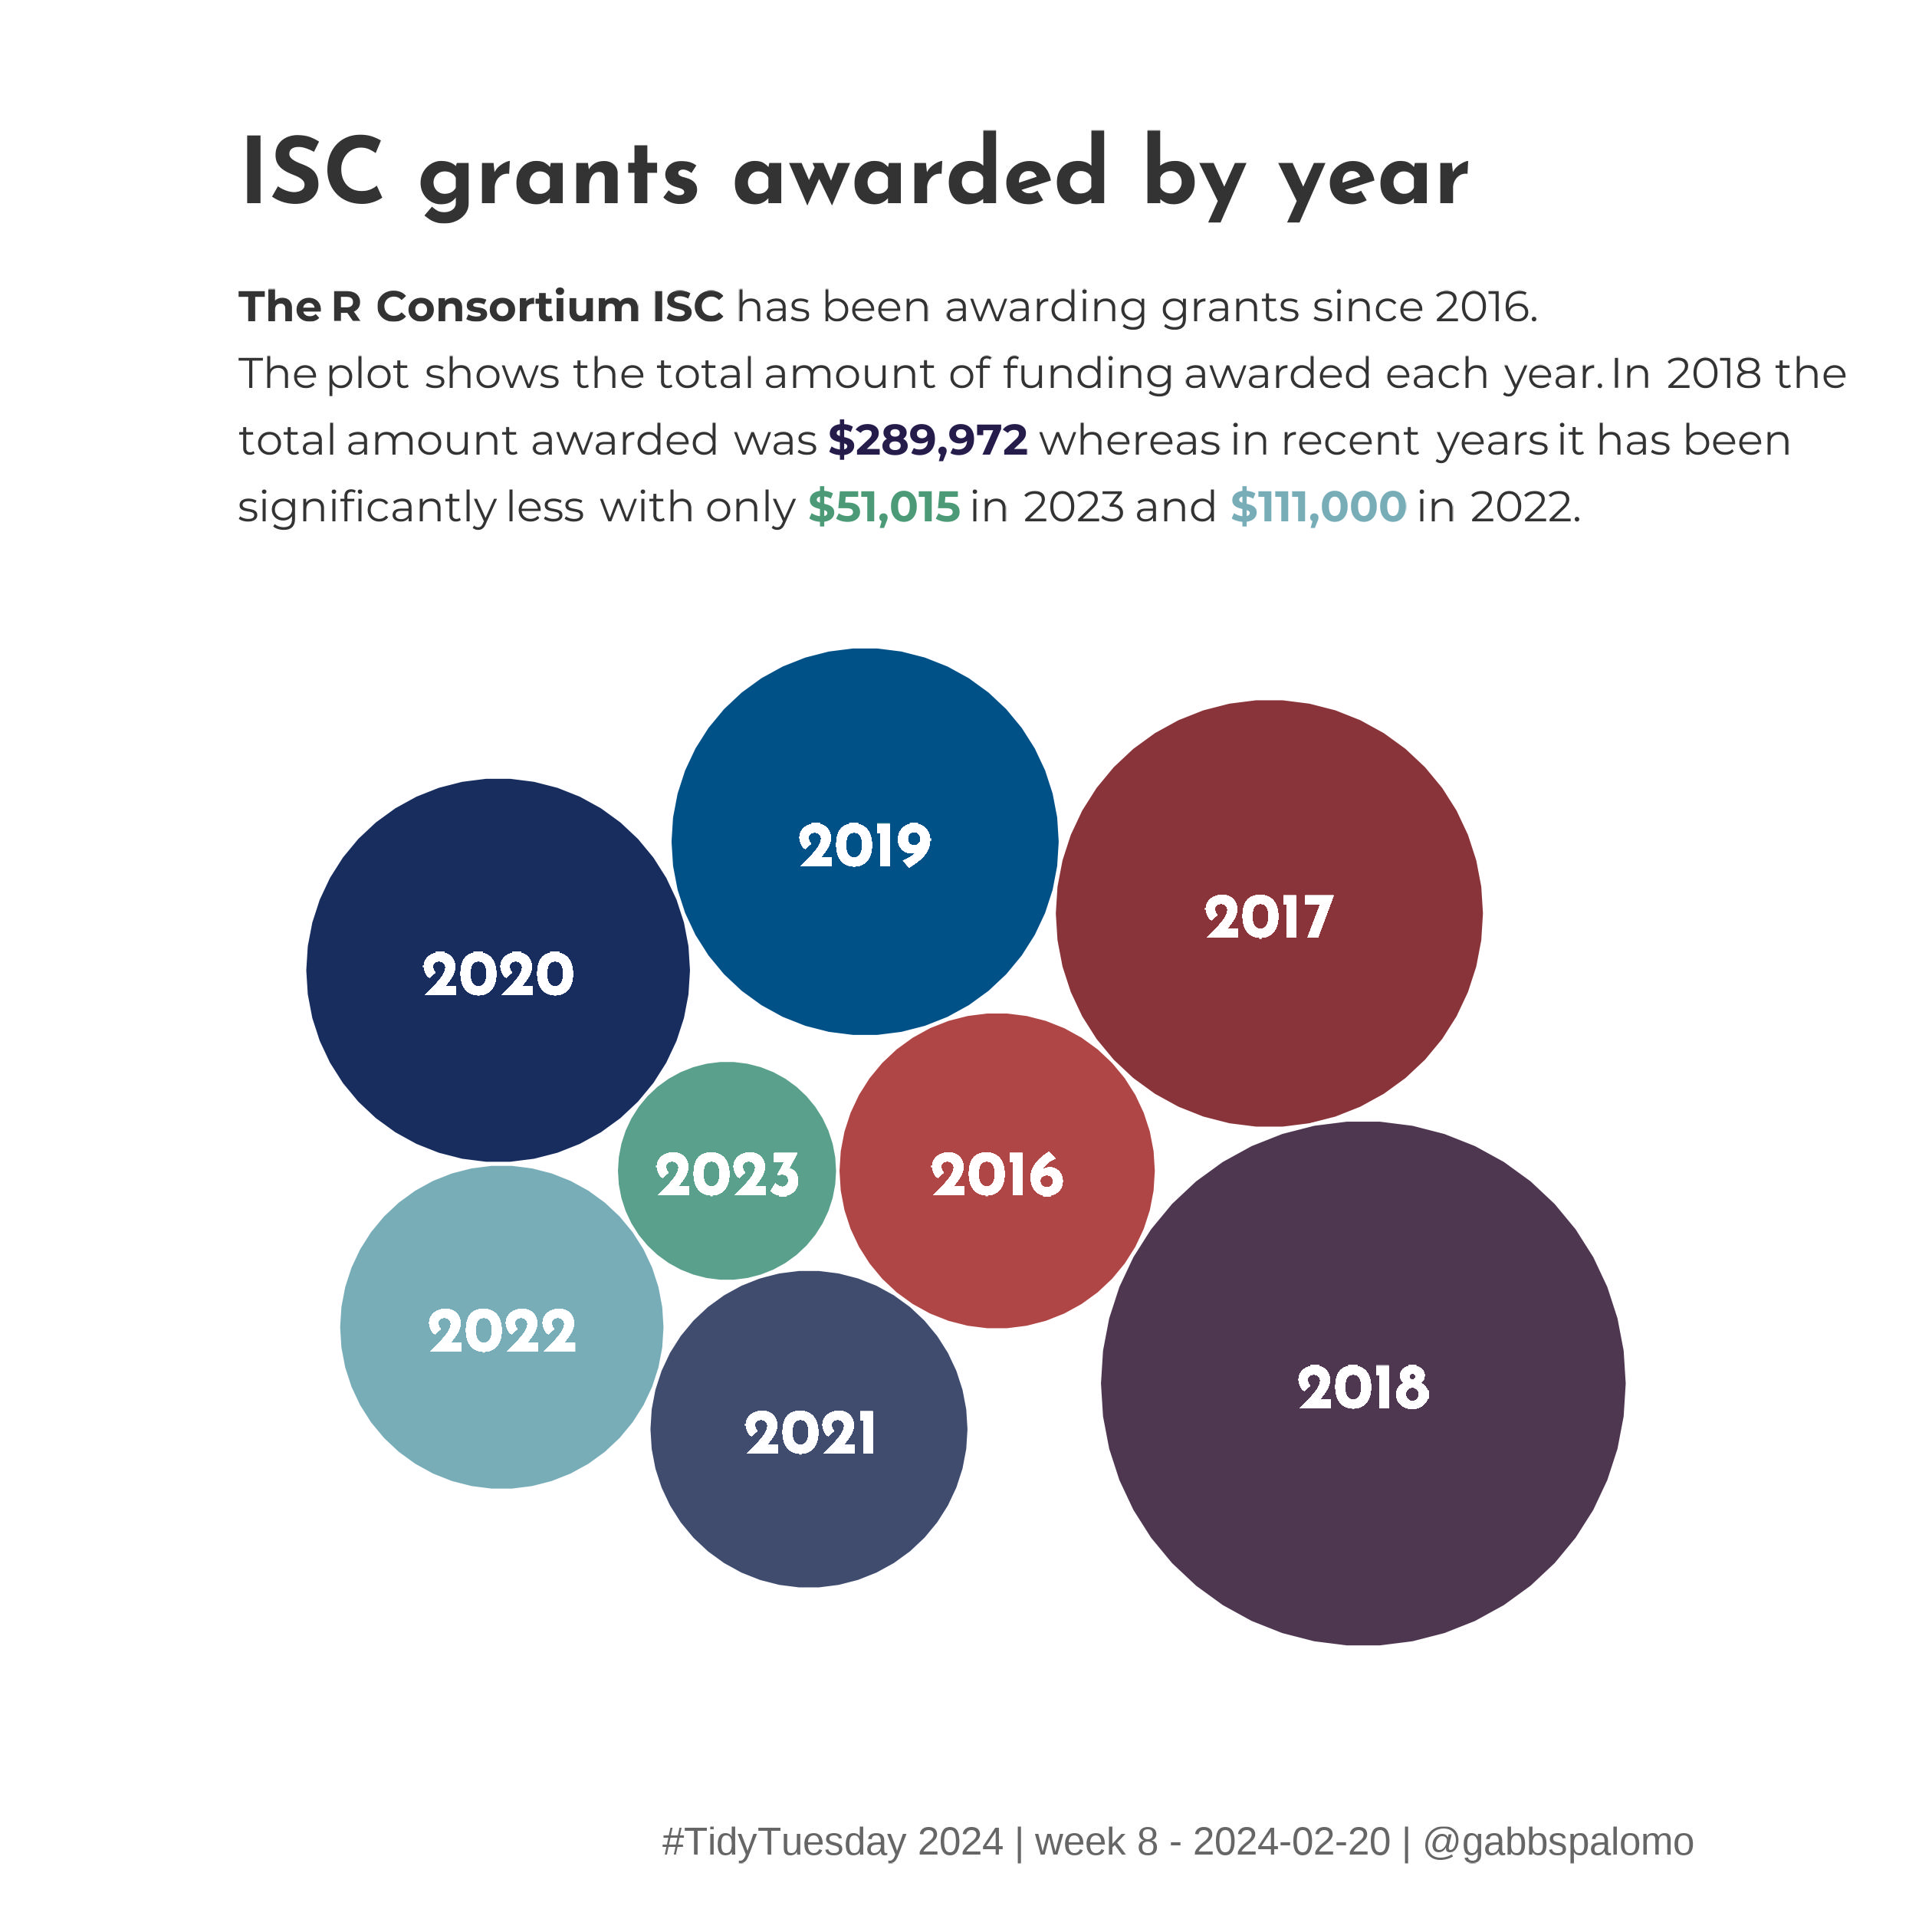 ISC grants awarded by year
The R Consortium ISC has been awarding grants since 2016.
The plot shows the total amount of funding awarded each year. In 2018 the
total amount awarded was $289,972 whereas in recent years it has been
significantly less with only $51,015 in 2023 and $111,000 in 2022.
2019
2017
2020
2023
2016
2022
2018
2021
#TidyTuesday 2024 | week 8 - 2024-02-20 | @gabbspalomo